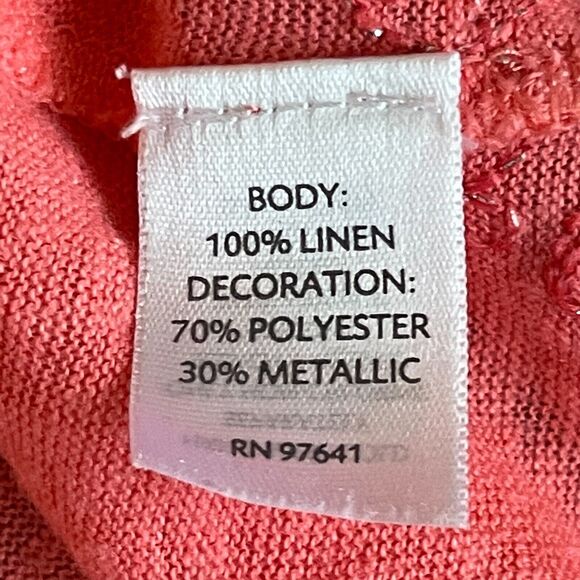 BODY:
100% LINEN
DECORATION:
70% POLYESTER
30% METALLIC
RN 97641